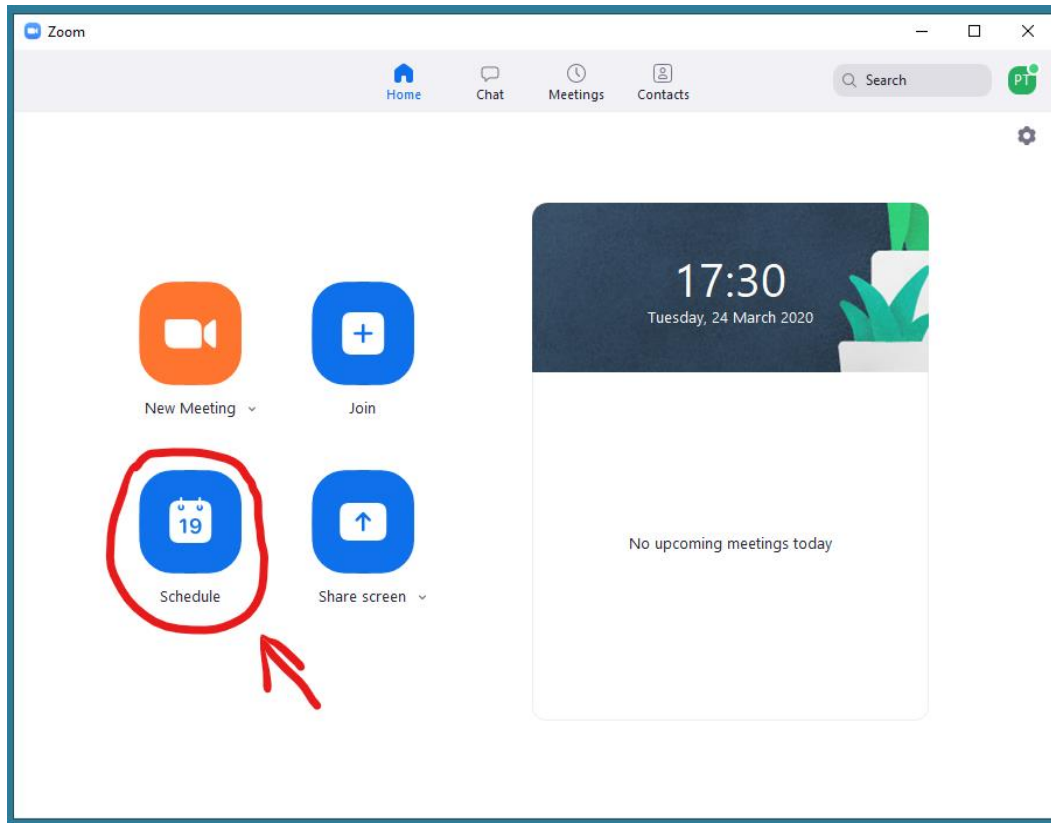 Zoom
Home Chat Meetings Contacts
Search
PT
17:30
Tuesday, 24 March 2020
New Meeting Join
19
Schedule Share screen
No upcoming meetings today